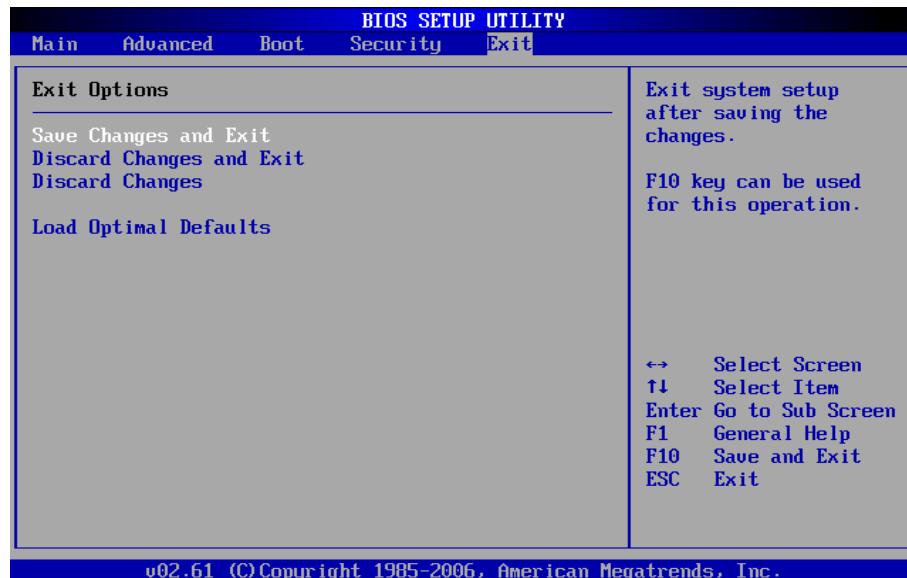 BIOS SETUP UTILITY
Main Advanced Boot Security Exit
Exit Options
Save Changes and Exit
Discard Changes and Exit
Discard Changes
Load Optimal Defaults
Exit system setup
after saving the
changes.
F10 key can be used
for this operation.
↔ Select Screen
↑↓ Select Item
Enter Go to Sub Screen
F1 General Help
F10 Save and Exit
ESC Exit
v02.61 (C)Copyright 1985-2006, American Megatrends, Inc.